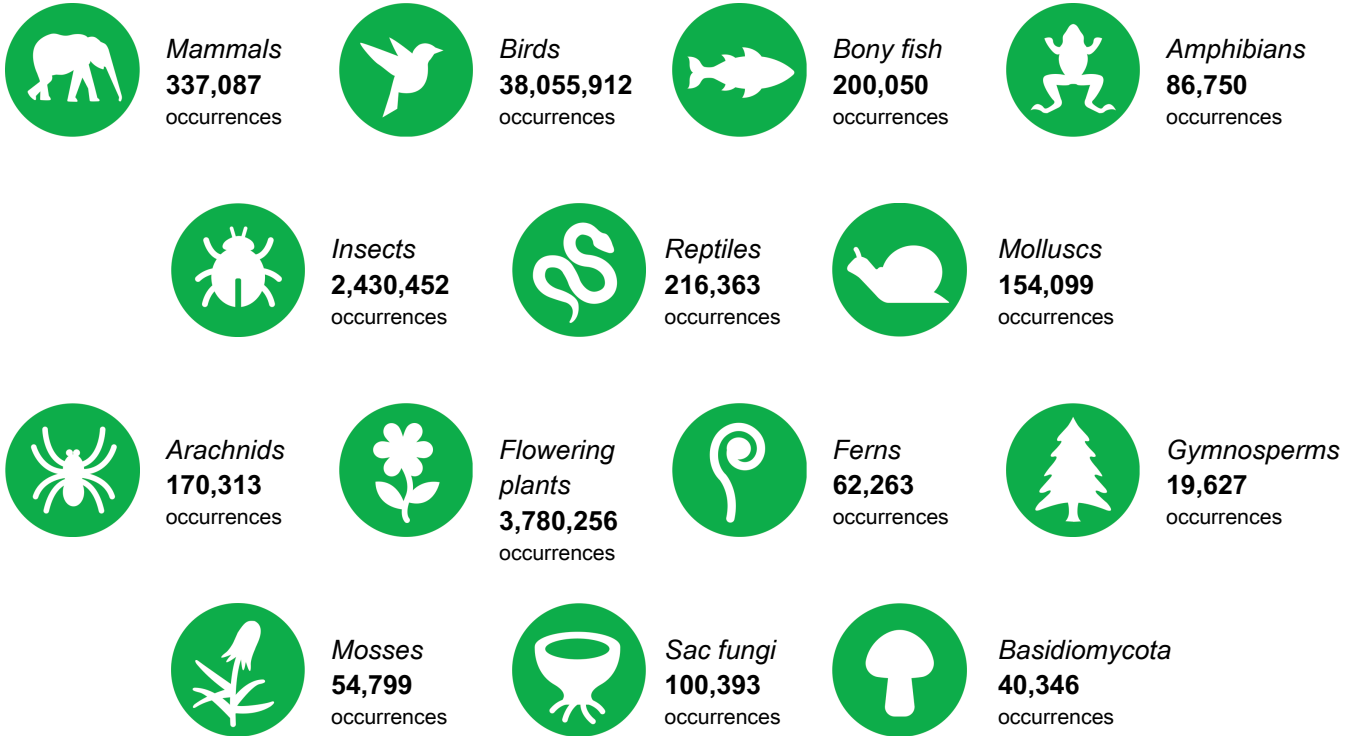 Mammals
337,087
occurrences
Birds
38,055,912
occurrences
Bony fish
200,050
occurrences
Amphibians
86,750
occurrences
Insects
2,430,452
occurrences
Reptiles
216,363
occurrences
Molluscs
154,099
occurrences
Arachnids
170,313
occurrences
Flowering
plants
3,780,256
occurrences
Ferns
62,263
occurrences
Gymnosperms
19,627
occurrences
Mosses
54,799
occurrences
Sac fungi
100,393
occurrences
Basidiomycota
40,346
occurrences